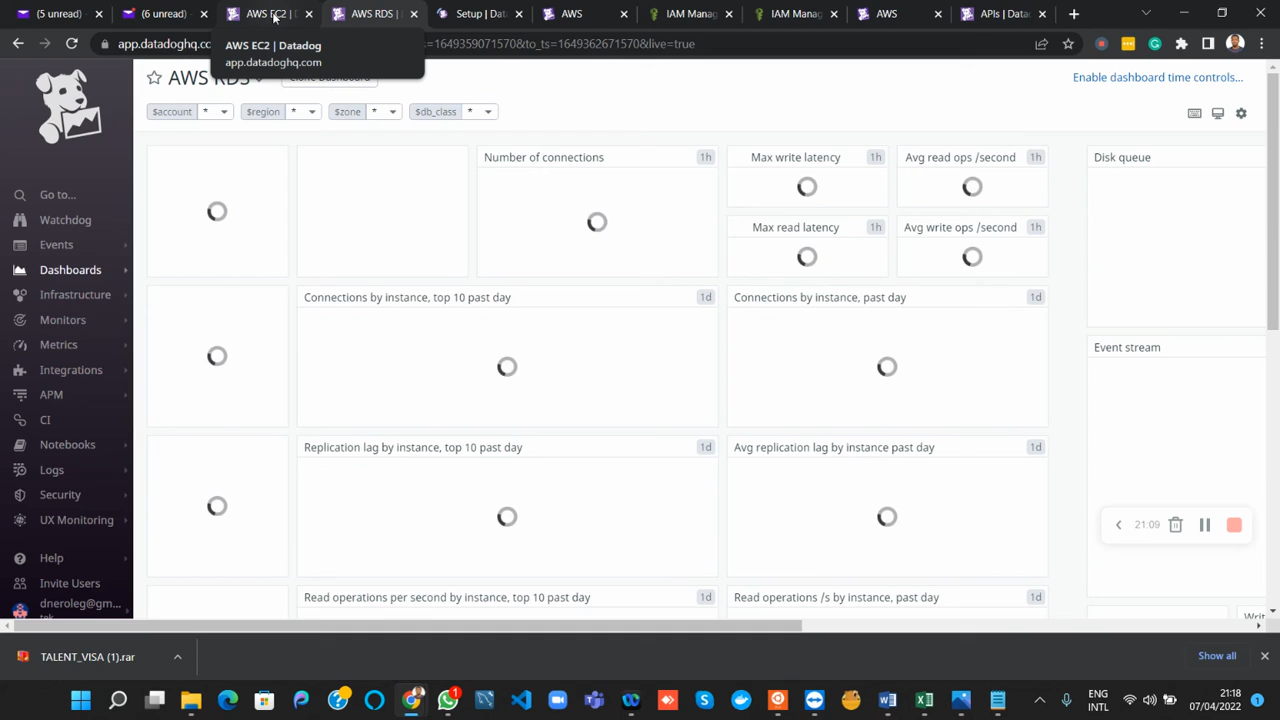 (5 unread)
(6 unread)
AWS EC2 |
AWS RDS |
Setup | Dat
AWS
IAM Manag
IAM Manag
AWS
APIs | Datad
app.datadoghq.co
=1649359071570&to_ts=1649362671570&live=true
AWS EC2 | Datadog
app.datadoghq.com
AWS RDS
Clone Dashboard
Enable dashboard time controls...
$account *
$region *
$zone *
$db_class *
Go to...
Watchdog
Events
Dashboards
Infrastructure
Monitors
Metrics
Integrations
APM
CI
Notebooks
Logs
Security
UX Monitoring
Help
Invite Users
dneroleg@gm...
tek
Number of connections 1h
Max write latency 1h
Avg read ops /second 1h
Disk queue
Max read latency 1h
Avg write ops /second 1h
Connections by instance, top 10 past day 1d
Connections by instance, past day 1d
Event stream
Replication lag by instance, top 10 past day 1d
Avg replication lag by instance past day 1d
21:09
Read operations per second by instance, top 10 past day 1d
Read operations /s by instance, past day 1d
Writ
TALENT_VISA (1).rar
Show all
1
ENG
INTL
21:18
07/04/2022
1